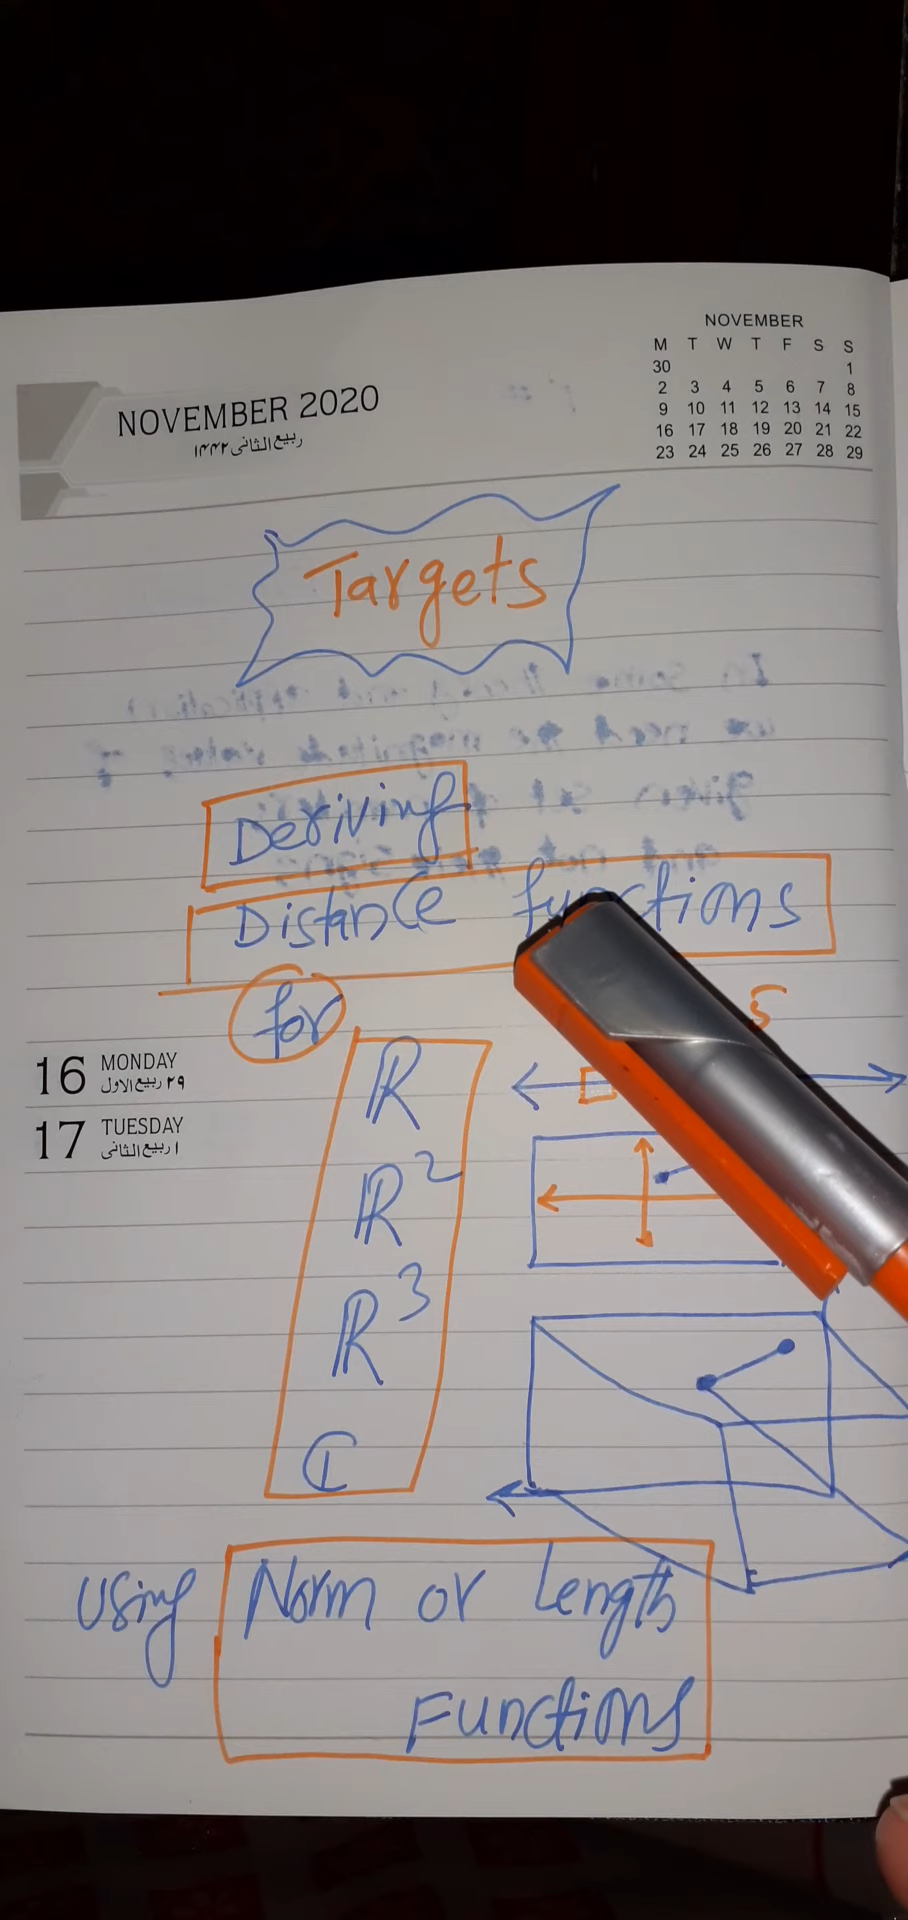 NOVEMBER
M T W T F S S
30 1
2 3 4 5 6 7 8
9 10 11 12 13 14 15
16 17 18 19 20 21 22
23 24 25 26 27 28 29
NOVEMBER 2020
ربيع الثانى ١٤٤٢
Targets
Deriving
Distance functions
for
5
ℝ
16 MONDAY
٢٩ ربيع الاول
17 TUESDAY
١ ربيع الثانى
ℝ²
ℝ³
ℂ
Using Norm or Length
Functions